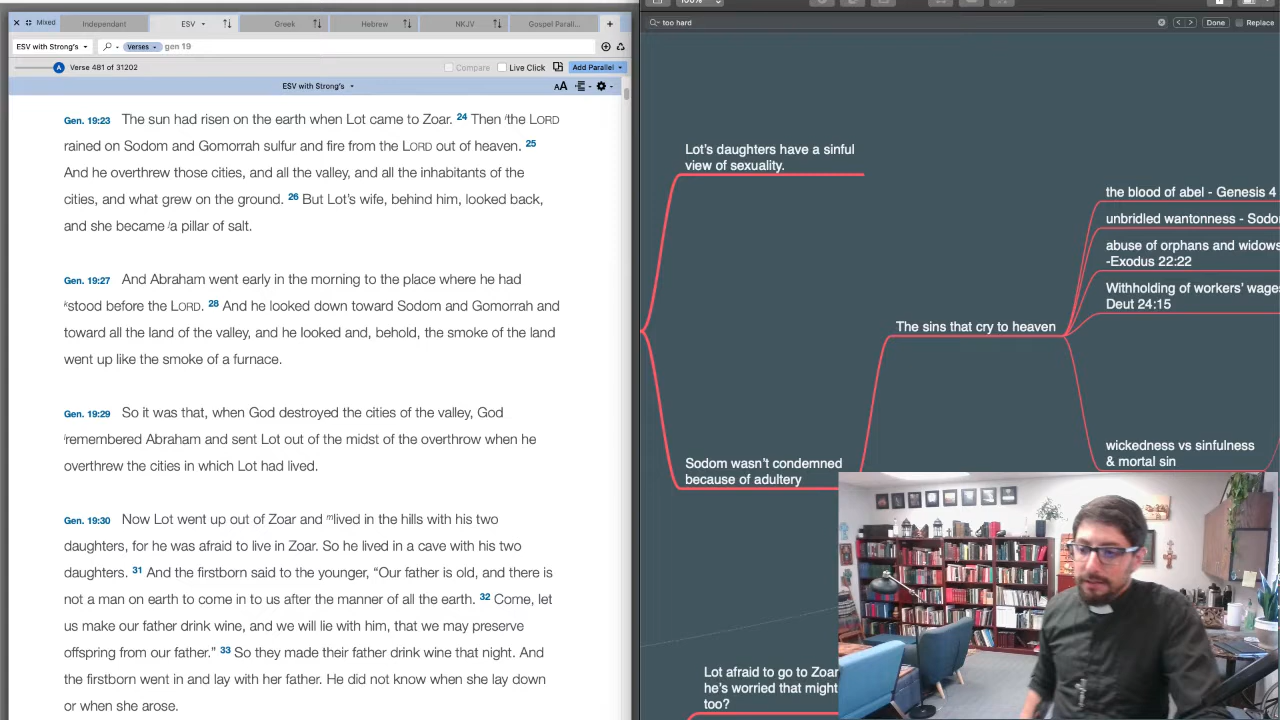 Mixed
Independent
ESV
Greek
Hebrew
NKJV
Gospel Parall...
+
ESV with Strong's
Verses
gen 19
A
Verse 481 of 31202
Compare
Live Click
Add Parallel
ESV with Strong's
AA
Gen. 19:23 The sun had risen on the earth when Lot came to Zoar. 24 Then the LORD
rained on Sodom and Gomorrah sulfur and fire from the LORD out of heaven. 25
And he overthrew those cities, and all the valley, and all the inhabitants of the
cities, and what grew on the ground. 26 But Lot's wife, behind him, looked back,
and she became a pillar of salt.
Gen. 19:27 And Abraham went early in the morning to the place where he had
kstood before the LORD. 28 And he looked down toward Sodom and Gomorrah and
toward all the land of the valley, and he looked and, behold, the smoke of the land
went up like the smoke of a furnace.
Gen. 19:29 So it was that, when God destroyed the cities of the valley, God
remembered Abraham and sent Lot out of the midst of the overthrow when he
overthrew the cities in which Lot had lived.
Gen. 19:30 Now Lot went up out of Zoar and mlived in the hills with his two
daughters, for he was afraid to live in Zoar. So he lived in a cave with his two
daughters. 31 And the firstborn said to the younger, “Our father is old, and there is
not a man on earth to come in to us after the manner of all the earth. 32 Come, let
us make our father drink wine, and we will lie with him, that we may preserve
offspring from our father.” 33 So they made their father drink wine that night. And
the firstborn went in and lay with her father. He did not know when she lay down
or when she arose.
too hard
Done
Replace
Lot's daughters have a sinful
view of sexuality.
the blood of abel - Genesis 4
unbridled wantonness - Sodo
abuse of orphans and widows
-Exodus 22:22
Withholding of workers' wages
Deut 24:15
The sins that cry to heaven
wickedness vs sinfulness
& mortal sin
Sodom wasn't condemned
because of adultery
Lot afraid to go to Zoar
he's worried that might
too?